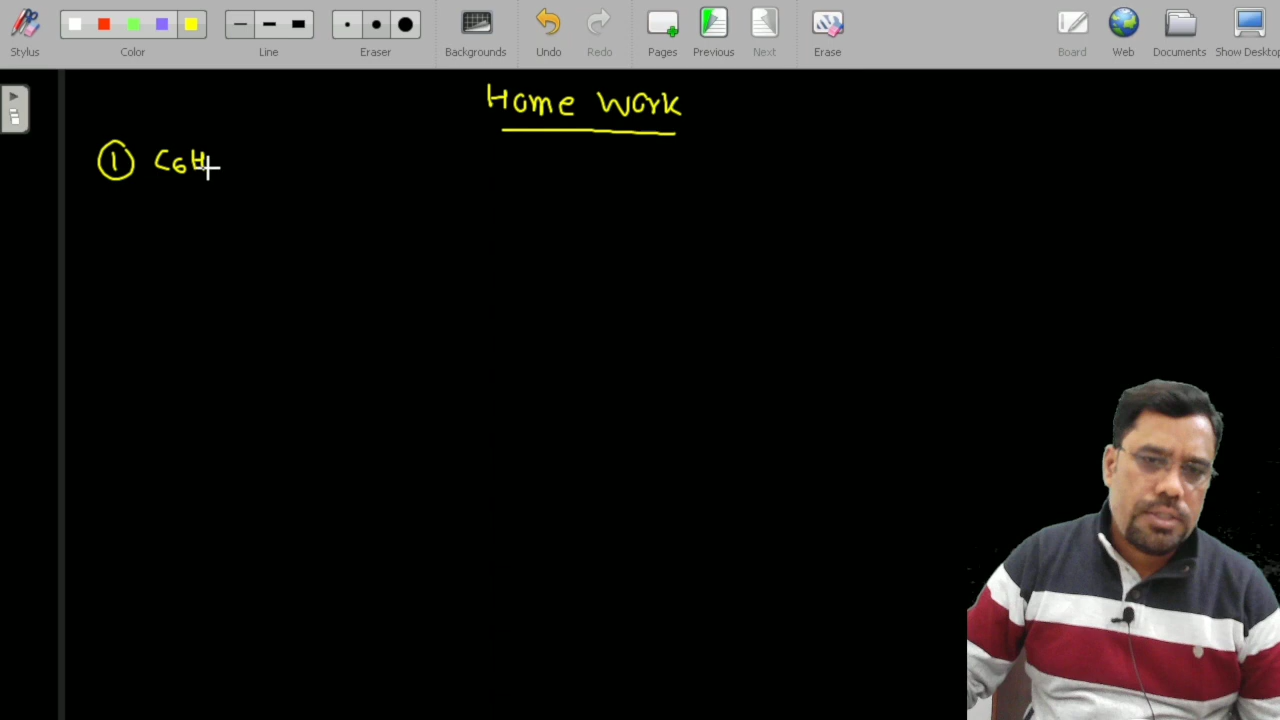 Stylus Color Line Eraser Backgrounds Undo Redo Pages Previous Next Erase Board Web Documents Show Desktop
Home Work
① C6H